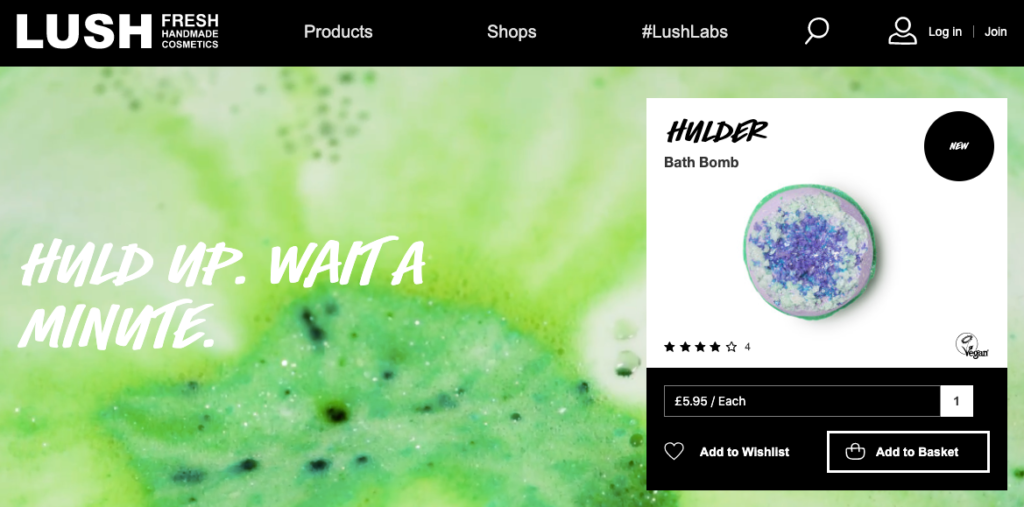 LUSH FRESH
HANDMADE
COSMETICS
Products
Shops
#LushLabs
Log in | Join
HULDER
Bath Bomb
NEW
HULD UP. WAIT A
MINUTE.
4
Vegan
£5.95 / Each
1
Add to Wishlist
Add to Basket